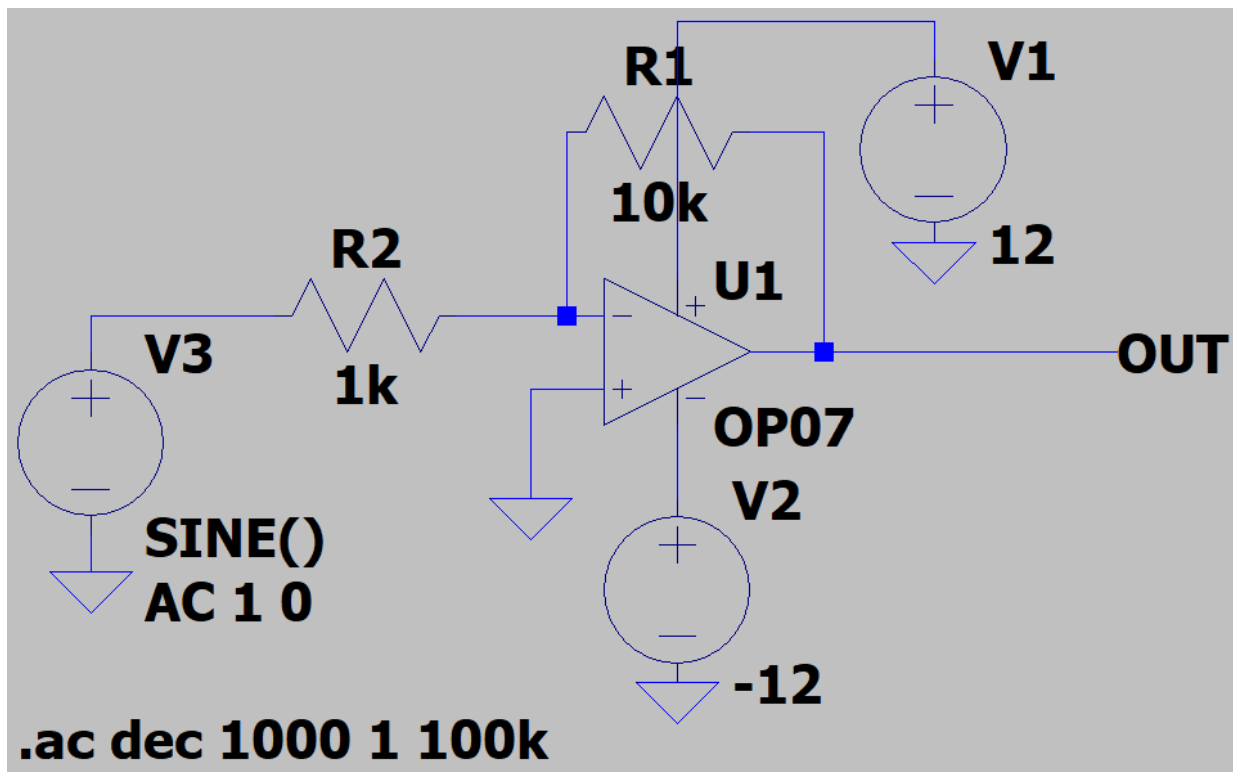 R1
V1
10k
12
R2
U1
V3
1k
OUT
OP07
V2
SINE()
AC 1 0
-12
.ac dec 1000 1 100k